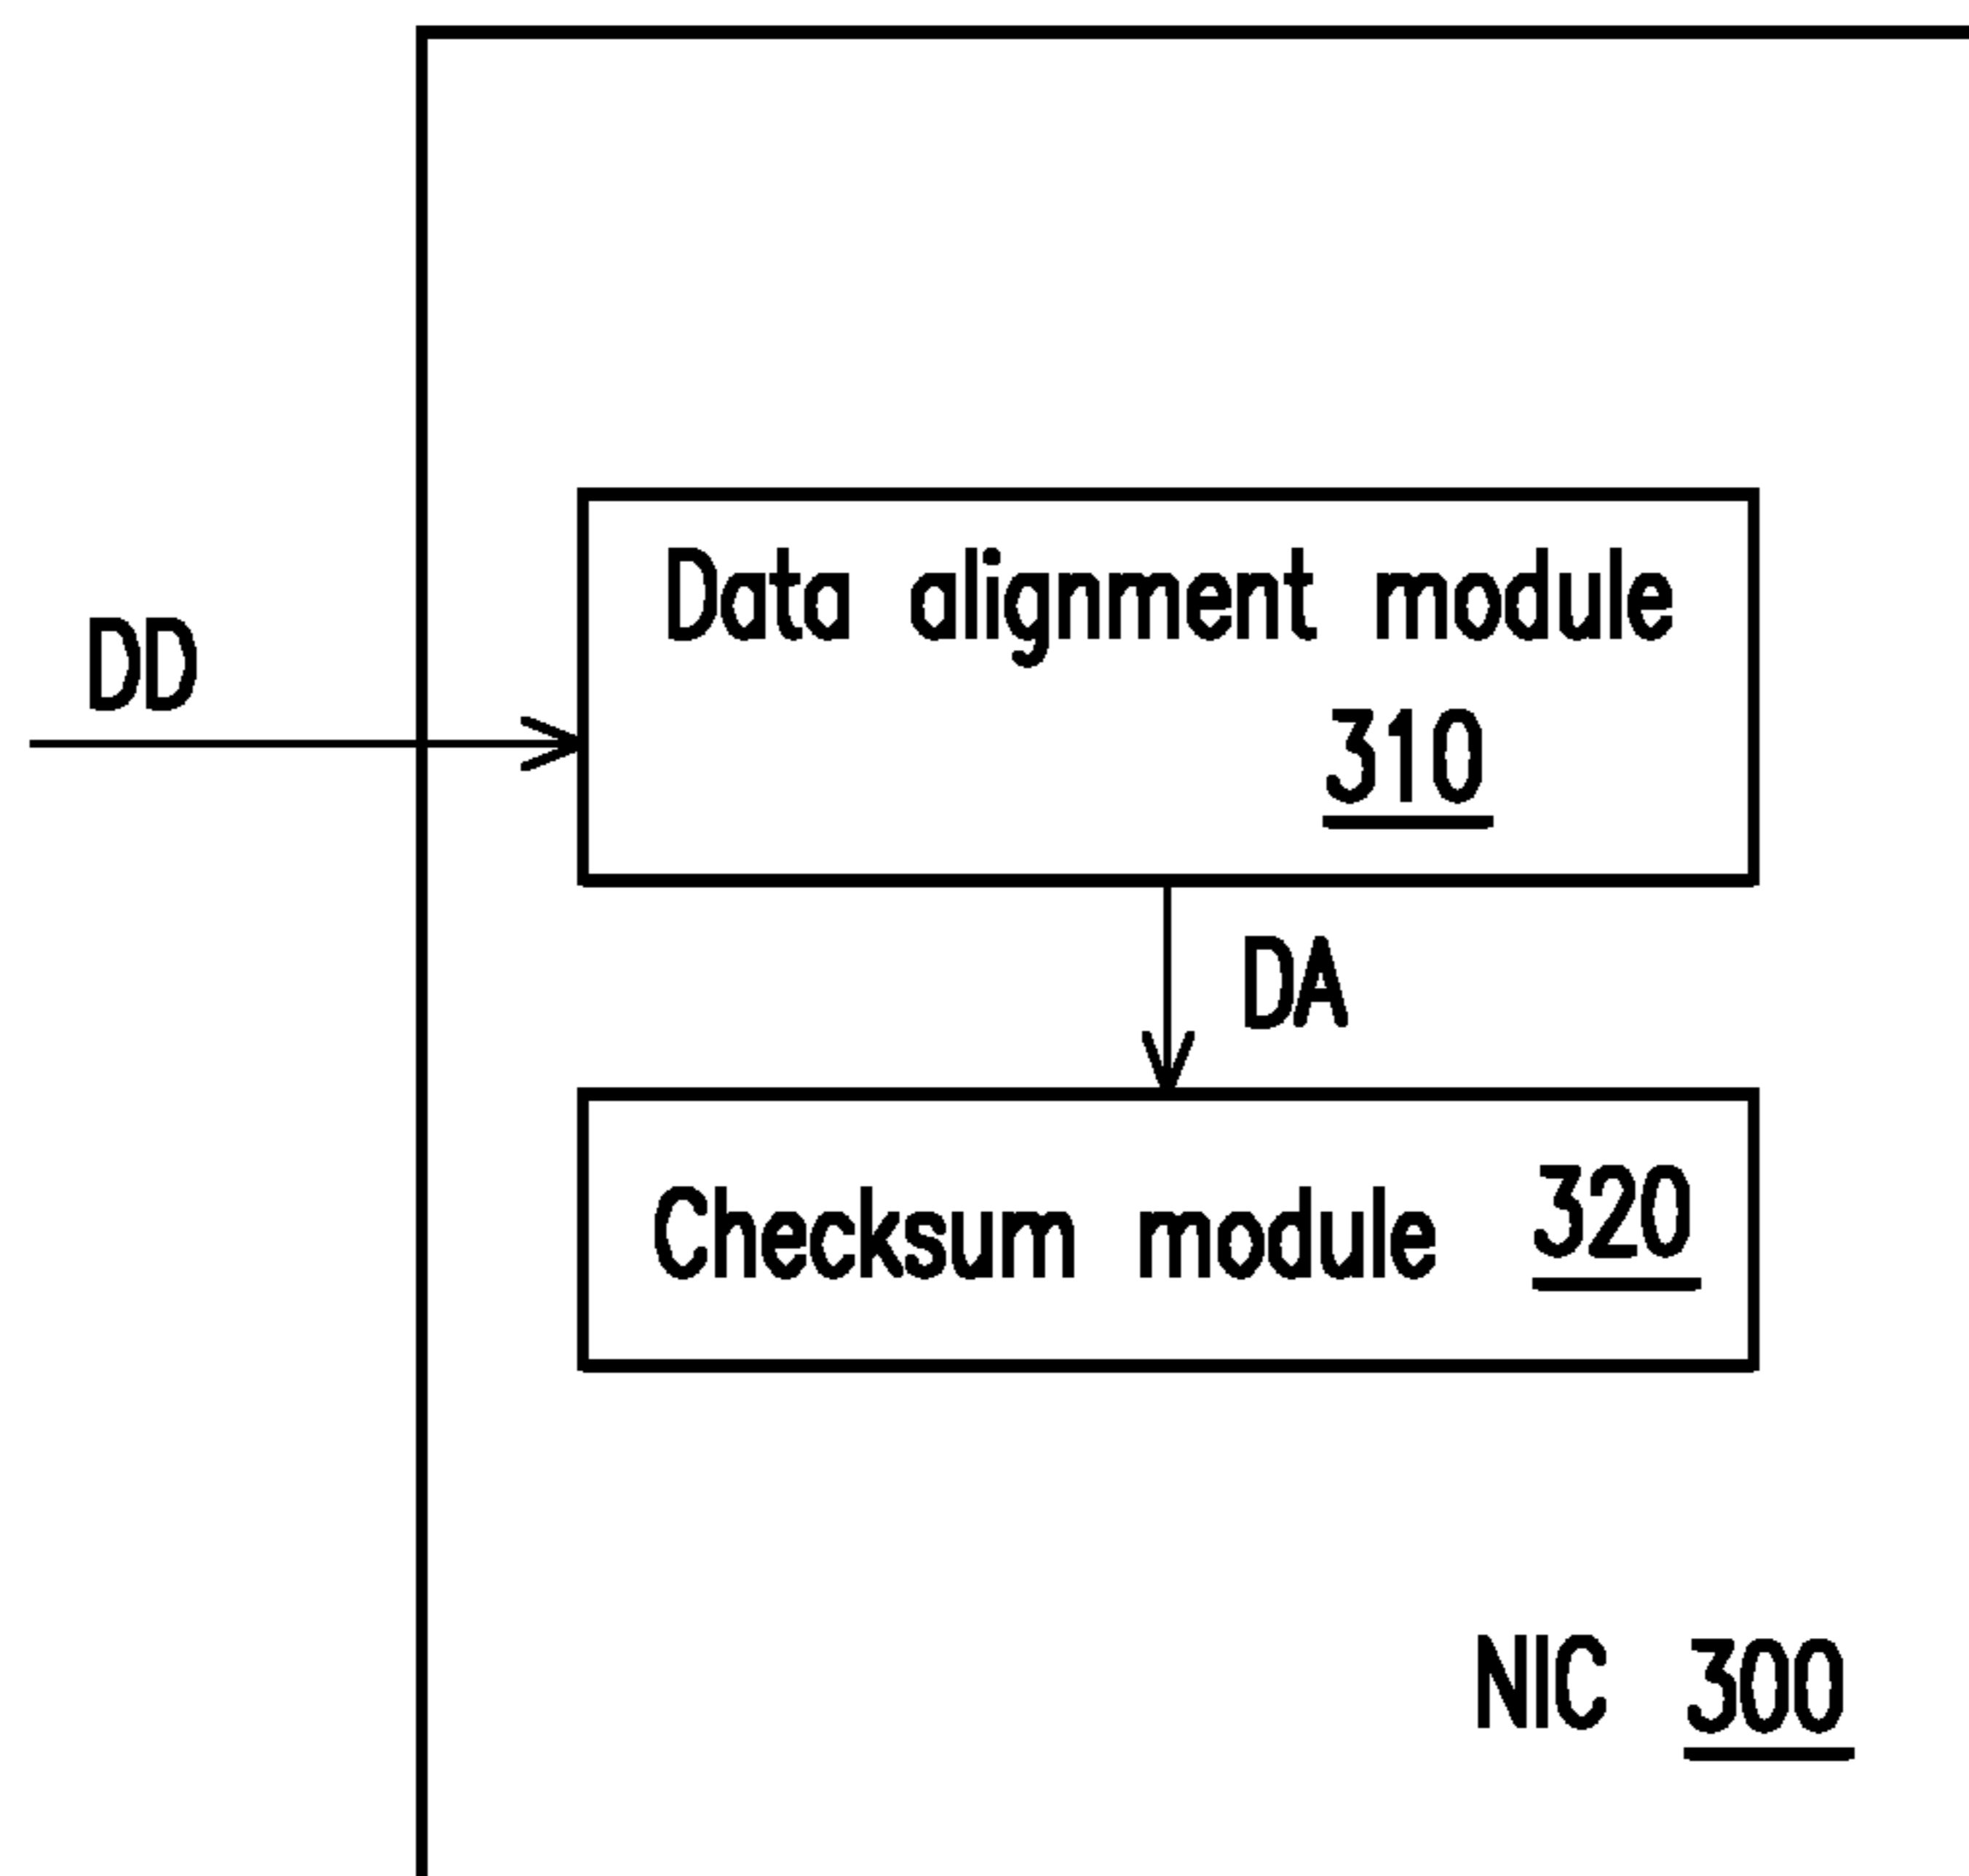 Data alignment module
310
DD
DA
Checksum module 320
NIC 300